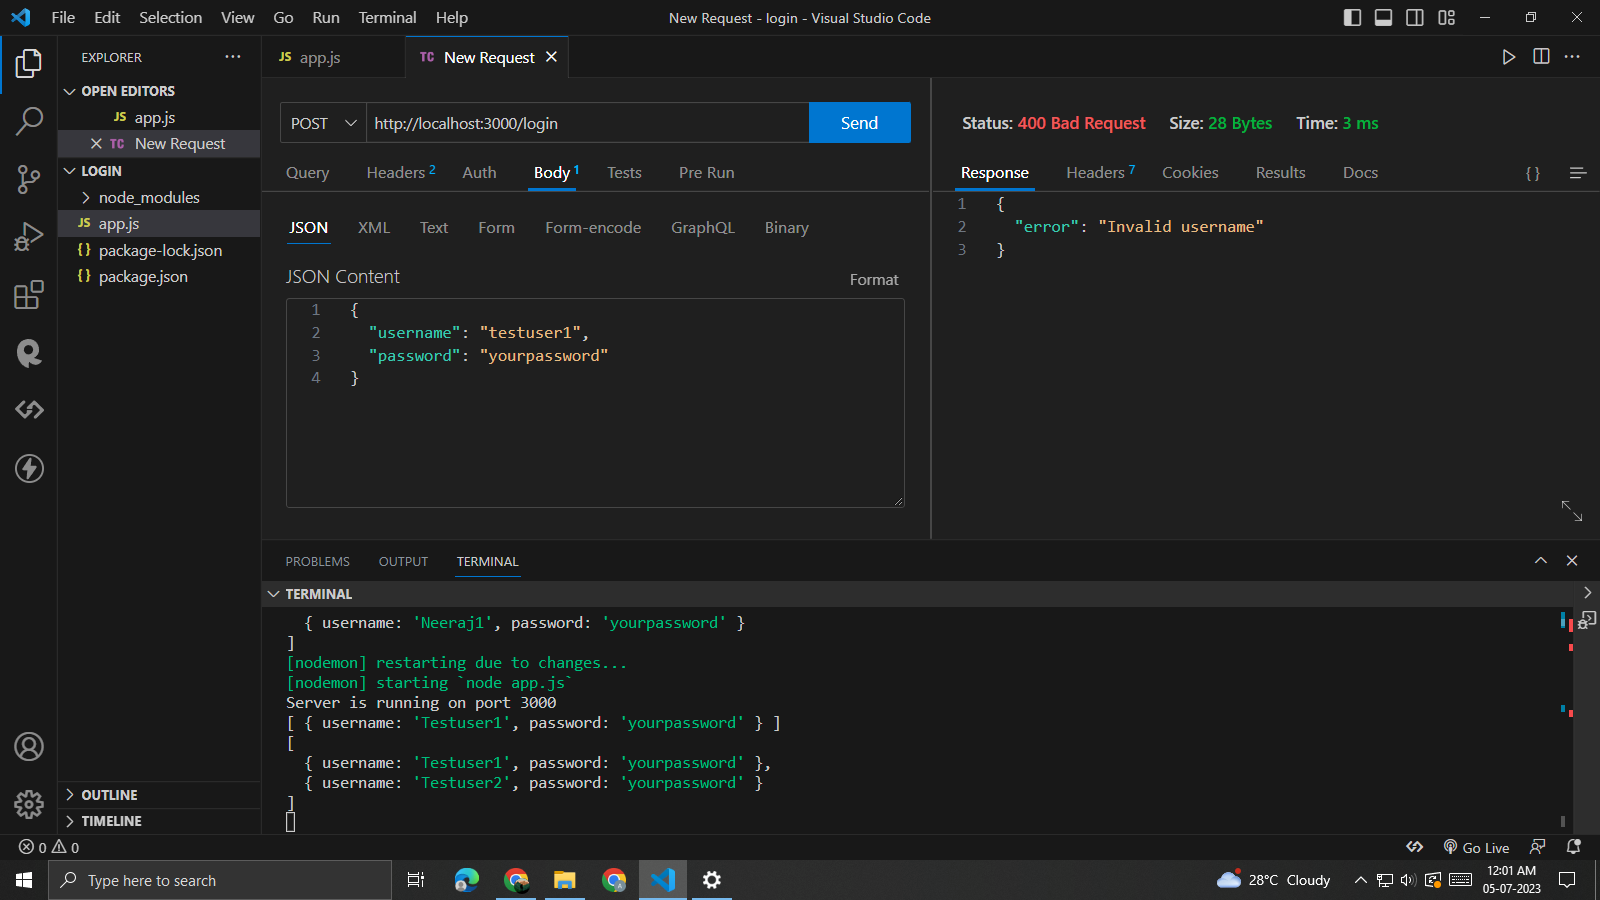 File Edit Selection View Go Run Terminal Help
New Request - login - Visual Studio Code
EXPLORER
OPEN EDITORS
JS app.js
TC New Request
LOGIN
node_modules
JS app.js
{} package-lock.json
{} package.json
OUTLINE
TIMELINE
JS app.js
TC New Request
POST http://localhost:3000/login Send
Query Headers 2 Auth Body 1 Tests Pre Run
JSON XML Text Form Form-encode GraphQL Binary
JSON Content
Format
1 {
2 "username": "testuser1",
3 "password": "yourpassword"
4 }
Status: 400 Bad Request Size: 28 Bytes Time: 3 ms
Response Headers 7 Cookies Results Docs { }
1 {
2 "error": "Invalid username"
3 }
PROBLEMS OUTPUT TERMINAL
TERMINAL
{ username: 'Neeraj1', password: 'yourpassword' }
]
[nodemon] restarting due to changes...
[nodemon] starting `node app.js`
Server is running on port 3000
[ { username: 'Testuser1', password: 'yourpassword' } ]
[
{ username: 'Testuser1', password: 'yourpassword' },
{ username: 'Testuser2', password: 'yourpassword' }
]
0 0
Go Live
Type here to search
28°C Cloudy
12:01 AM
05-07-2023